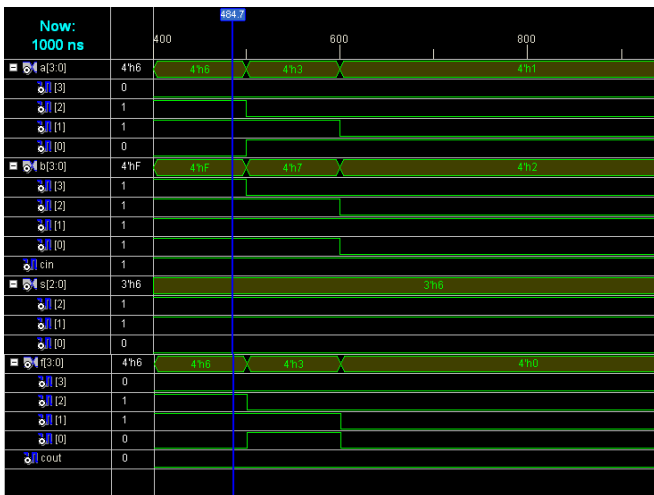 484.7
Now:
1000 ns
400 600 800
a[3:0] 4'h6 4'h6 4'h3 4'h1
[3] 0
[2] 1
[1] 1
[0] 0
b[3:0] 4'hF 4'hF 4'h7 4'h2
[3] 1
[2] 1
[1] 1
[0] 1
cin 1
s[2:0] 3'h6 3'h6
[2] 1
[1] 1
[0] 0
f[3:0] 4'h6 4'h6 4'h3 4'h0
[3] 0
[2] 1
[1] 1
[0] 0
cout 0